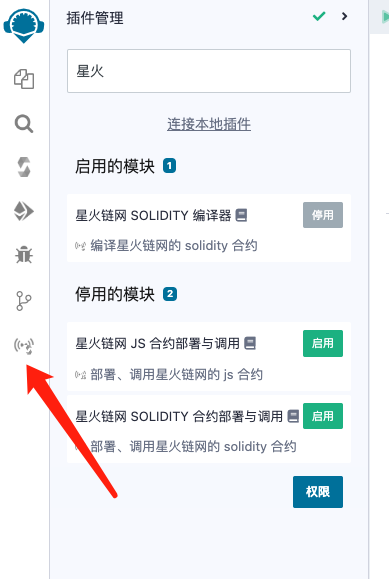 插件管理
星火
连接本地插件
启用的模块 1
星火链网 SOLIDITY 编译器 停用
编译星火链网的 solidity 合约
停用的模块 2
星火链网 JS 合约部署与调用 启用
部署、调用星火链网的 js 合约
星火链网 SOLIDITY 合约部署与调用 启用
部署、调用星火链网的 solidity 合约
权限